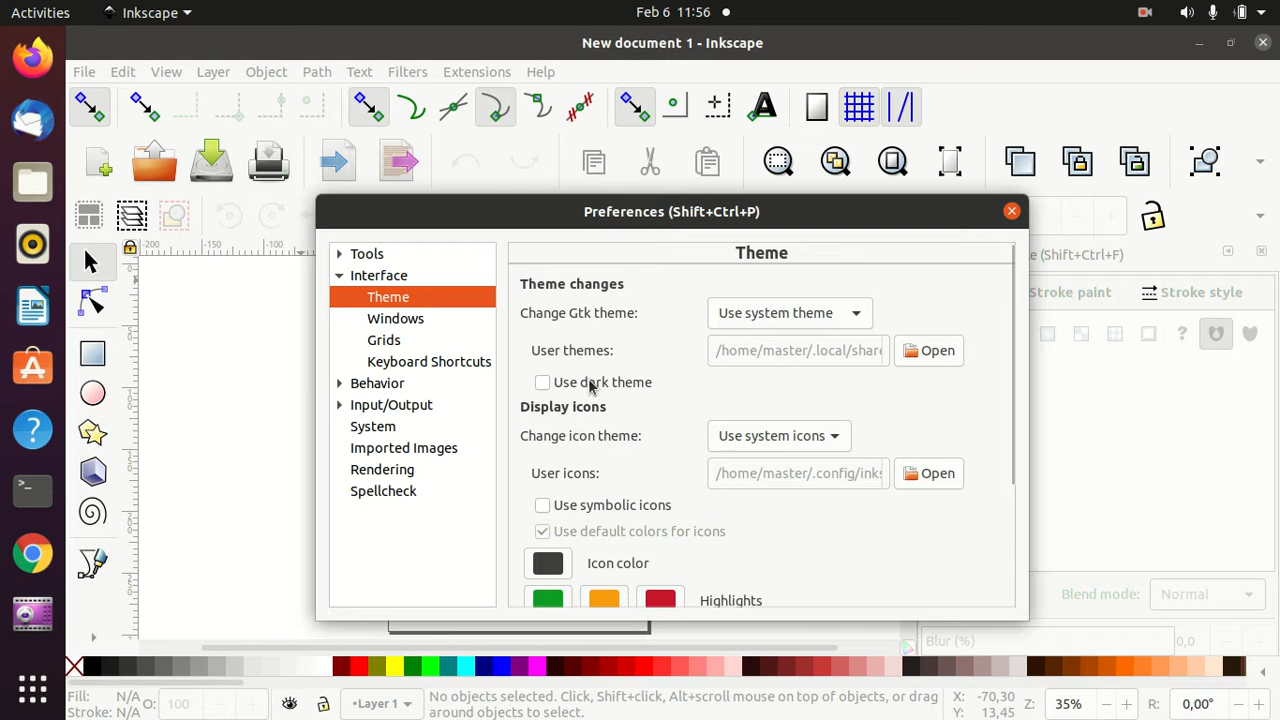 Activities
Inkscape
Feb 6 11:56
New document 1 - Inkscape
File Edit View Layer Object Path Text Filters Extensions Help
Preferences (Shift+Ctrl+P)
-200 -150 -100
(Shift+Ctrl+F)
Stroke paint
Stroke style
Tools
Interface
Theme
Windows
Grids
Keyboard Shortcuts
Behavior
Input/Output
System
Imported Images
Rendering
Spellcheck
Theme
Theme changes
Change Gtk theme: Use system theme
User themes: /home/master/.local/share Open
Use dark theme
Display icons
Change icon theme: Use system icons
User icons: /home/master/.config/inks Open
Use symbolic icons
Use default colors for icons
Icon color
Highlights
Blend mode: Normal
Blur (%) 0,0
Fill: N/A O: 100
Stroke: N/A
•Layer 1
No objects selected. Click, Shift+click, Alt+scroll mouse on top of objects, or drag
around objects to select.
X: -70,30
Y: 13,45
Z: 35%
R: 0,00°